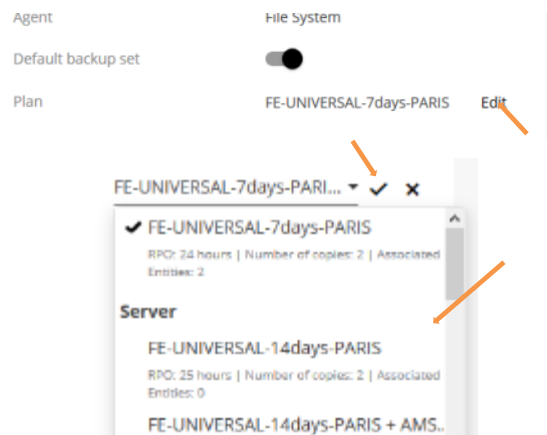 Agent File System
Default backup set
Plan FE-UNIVERSAL-7days-PARIS Edit
FE-UNIVERSAL-7days-PARI...
FE-UNIVERSAL-7days-PARIS
RPO: 24 hours | Number of copies: 2 | Associated
Entities: 2
Server
FE-UNIVERSAL-14days-PARIS
RPO: 25 hours | Number of copies: 2 | Associated
Entities: 0
FE-UNIVERSAL-14days-PARIS + AMS..